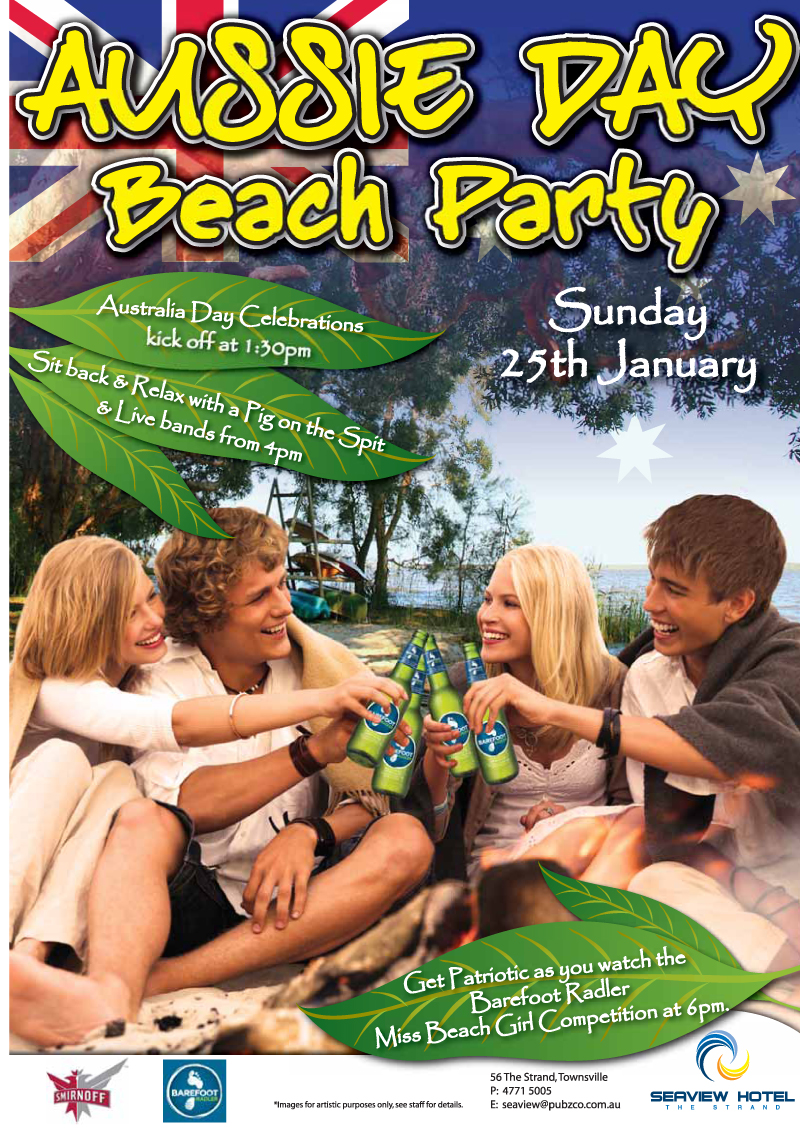 AUSSIE DAY
Beach Party
Sunday
25th January
Australia Day Celebrations
kick off at 1:30pm
Sit back & Relax with a Pig on the Spit
& Live bands from 4pm
BAREFOOT
BAREFOOT
BAREFOOT
Get Patriotic as you watch the
Barefoot Radler
Miss Beach Girl Competition at 6pm.
SMIRNOFF
BAREFOOT
RADLER
*Images for artistic purposes only, see staff for details.
56 The Strand, Townsville
P: 4771 5005
E: seaview@pubzco.com.au
SEAVIEW HOTEL
THE STRAND